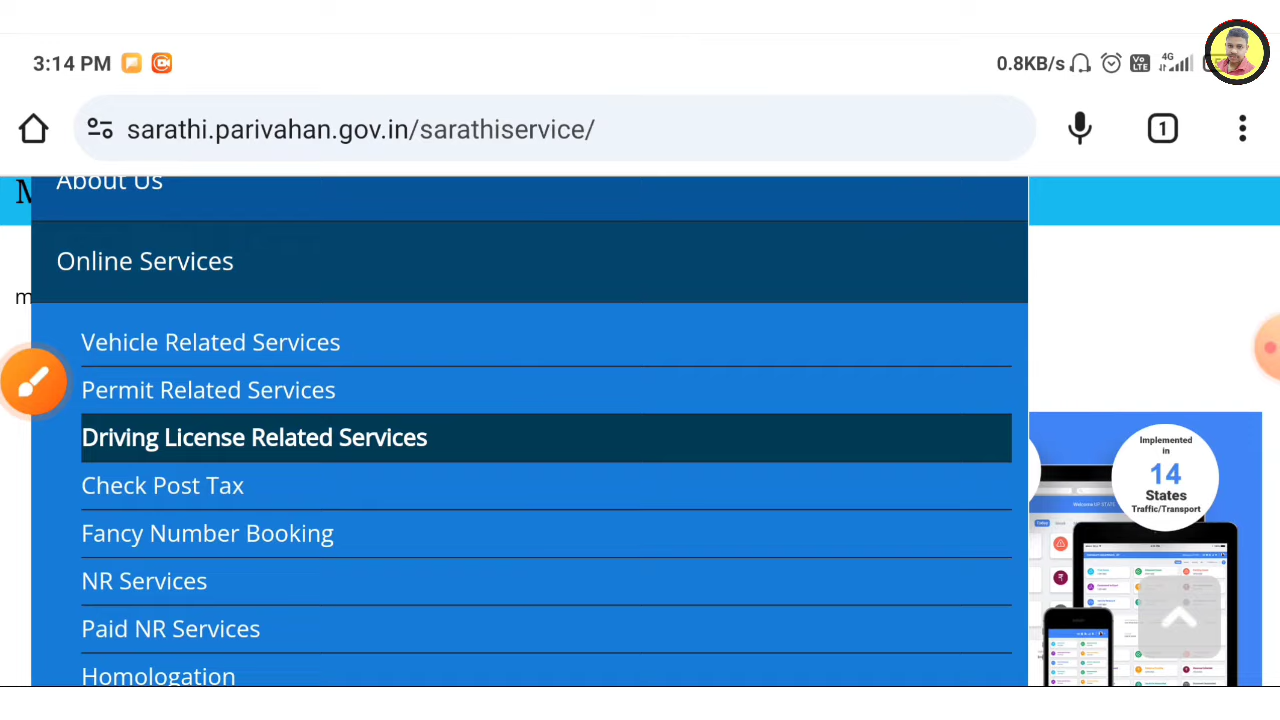 3:14 PM
0.8KB/s
Vo
LTE
4G
sarathi.parivahan.gov.in/sarathiservice/
1
About Us
Online Services
Vehicle Related Services
Permit Related Services
Driving License Related Services
Check Post Tax
Fancy Number Booking
NR Services
Paid NR Services
Homologation
Implemented
in
14
States
Traffic/Transport